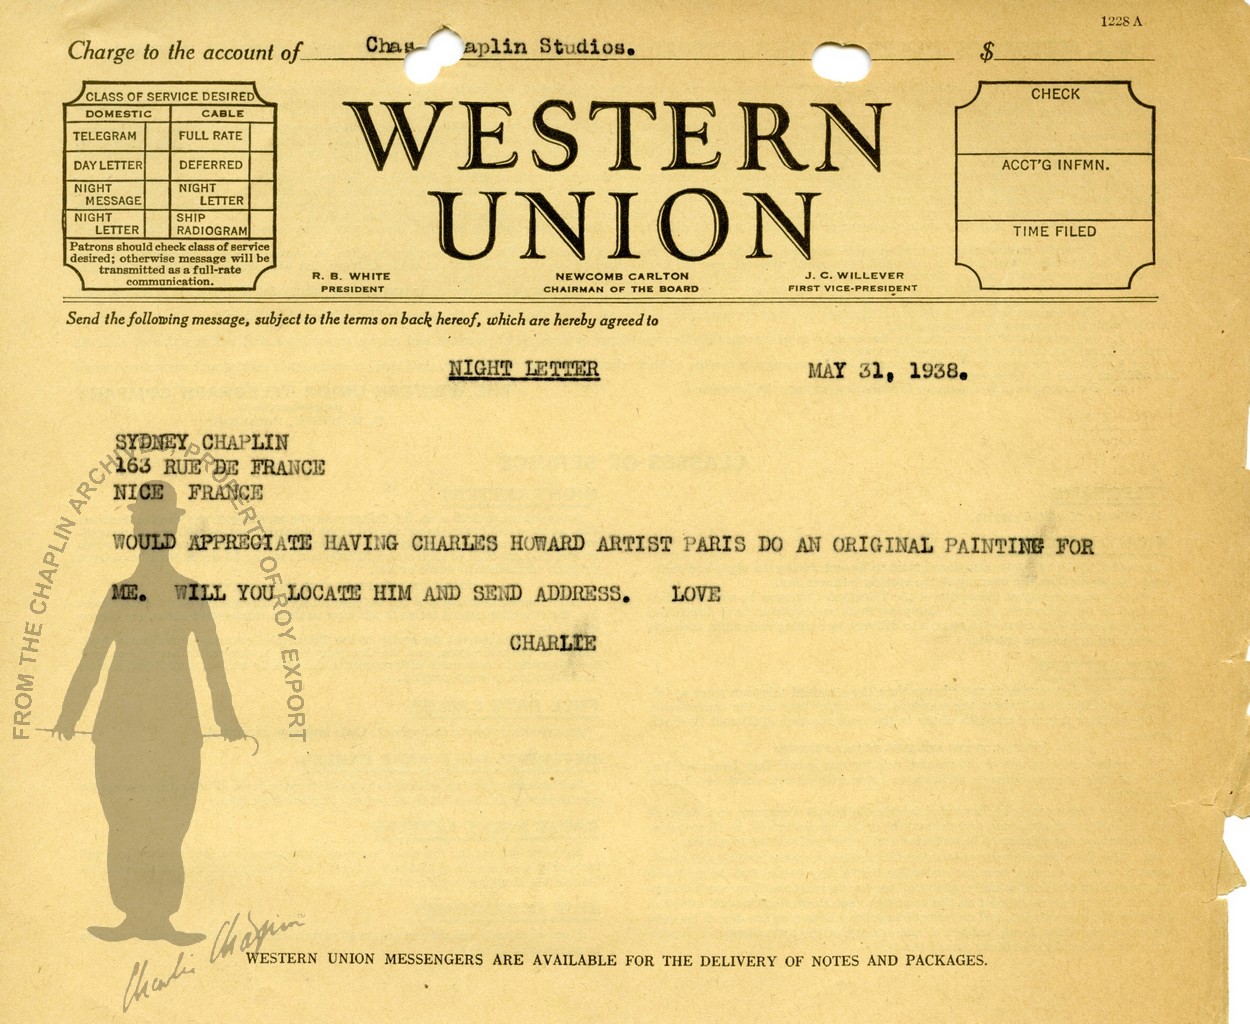 1228 A
Charge to the account of Chas. Chaplin Studios. $
CLASS OF SERVICE DESIRED
DOMESTIC CABLE
TELEGRAM FULL RATE
DAY LETTER DEFERRED
NIGHT MESSAGE NIGHT LETTER
NIGHT LETTER SHIP RADIOGRAM
Patrons should check class of service
desired; otherwise message will be
transmitted as a full-rate
communication.
WESTERN
UNION
R. B. WHITE
PRESIDENT
NEWCOMB CARLTON
CHAIRMAN OF THE BOARD
J. C. WILLEVER
FIRST VICE-PRESIDENT
CHECK
ACCT'G INFMN.
TIME FILED
Send the following message, subject to the terms on back hereof, which are hereby agreed to
NIGHT LETTER MAY 31, 1938.
SYDNEY CHAPLIN
163 RUE DE FRANCE
NICE FRANCE
WOULD APPRECIATE HAVING CHARLES HOWARD ARTIST PARIS DO AN ORIGINAL PAINTING FOR
ME. WILL YOU LOCATE HIM AND SEND ADDRESS. LOVE
CHARLIE
FROM THE CHAPLIN ARCHIVES, PROPERTY OF ROY EXPORT
Charlie Chaplin
WESTERN UNION MESSENGERS ARE AVAILABLE FOR THE DELIVERY OF NOTES AND PACKAGES.